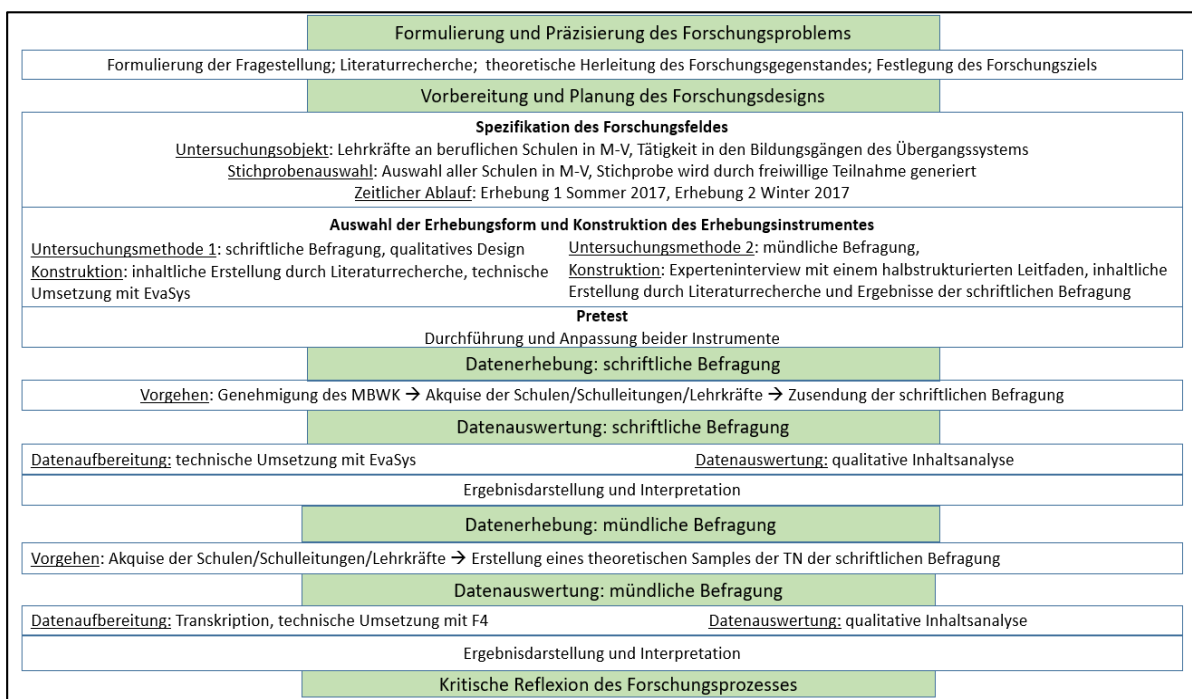 Formulierung und Präzisierung des Forschungsproblems
Formulierung der Fragestellung; Literaturrecherche; theoretische Herleitung des Forschungsgegenstandes; Festlegung des Forschungsziels
Vorbereitung und Planung des Forschungsdesigns
Spezifikation des Forschungsfeldes
Untersuchungsobjekt: Lehrkräfte an beruflichen Schulen in M-V, Tätigkeit in den Bildungsgängen des Übergangssystems
Stichprobenauswahl: Auswahl aller Schulen in M-V, Stichprobe wird durch freiwillige Teilnahme generiert
Zeitlicher Ablauf: Erhebung 1 Sommer 2017, Erhebung 2 Winter 2017
Auswahl der Erhebungsform und Konstruktion des Erhebungsinstrumentes
Untersuchungsmethode 1: schriftliche Befragung, qualitatives Design
Konstruktion: inhaltliche Erstellung durch Literaturrecherche, technische
Umsetzung mit EvaSys
Untersuchungsmethode 2: mündliche Befragung,
Konstruktion: Experteninterview mit einem halbstrukturierten Leitfaden, inhaltliche
Erstellung durch Literaturrecherche und Ergebnisse der schriftlichen Befragung
Pretest
Durchführung und Anpassung beider Instrumente
Datenerhebung: schriftliche Befragung
Vorgehen: Genehmigung des MBWK → Akquise der Schulen/Schulleitungen/Lehrkräfte → Zusendung der schriftlichen Befragung
Datenauswertung: schriftliche Befragung
Datenaufbereitung: technische Umsetzung mit EvaSys
Datenauswertung: qualitative Inhaltsanalyse
Ergebnisdarstellung und Interpretation
Datenerhebung: mündliche Befragung
Vorgehen: Akquise der Schulen/Schulleitungen/Lehrkräfte → Erstellung eines theoretischen Samples der TN der schriftlichen Befragung
Datenauswertung: mündliche Befragung
Datenaufbereitung: Transkription, technische Umsetzung mit F4
Datenauswertung: qualitative Inhaltsanalyse
Ergebnisdarstellung und Interpretation
Kritische Reflexion des Forschungsprozesses